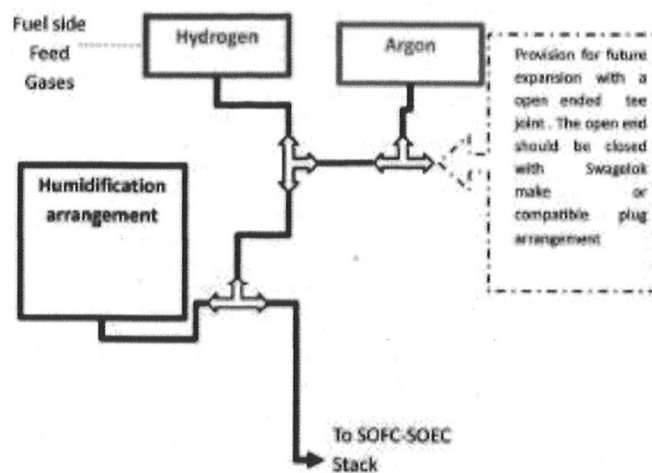 Fuel side
Feed
Gases
Hydrogen
Argon
Provision for future
expansion with a
open ended tee
joint . The open end
should be closed
with Swagelok
make or
compatible plug
arrangement
Humidification
arrangement
To SOFC-SOEC
Stack